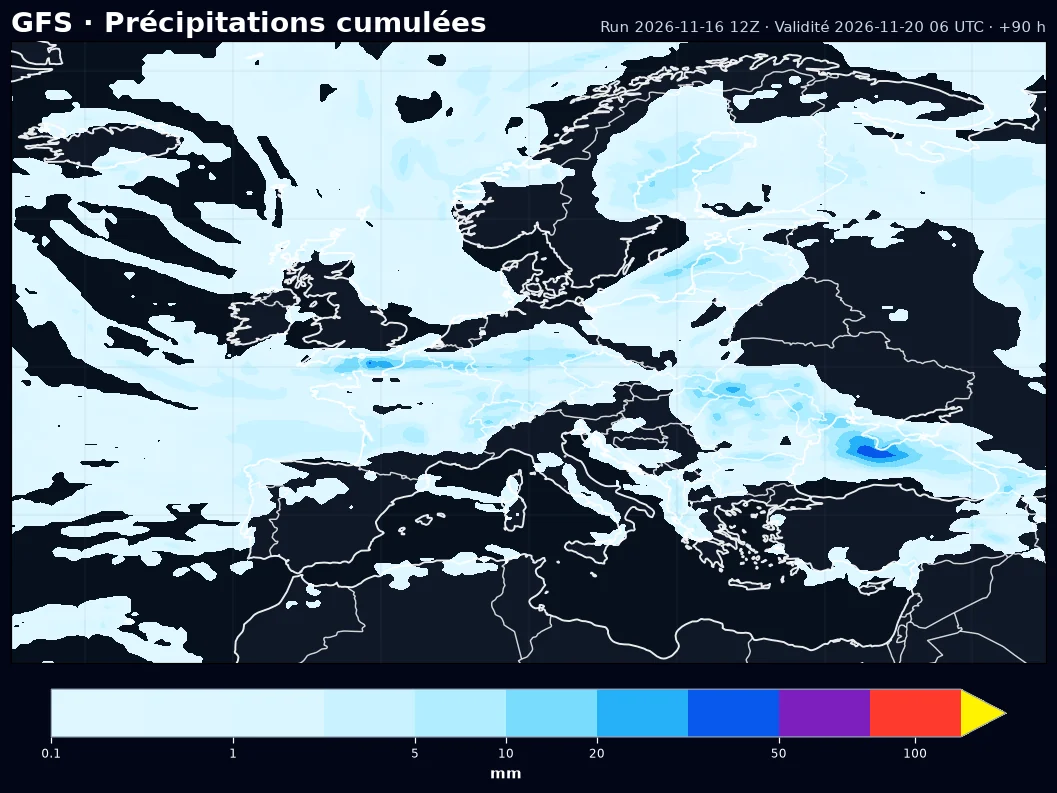 GFS · Précipitations cumulées
Run 2026-11-16 12Z · Validité 2026-11-20 06 UTC · +90 h
0.1 1 5 10 20 50 100
mm